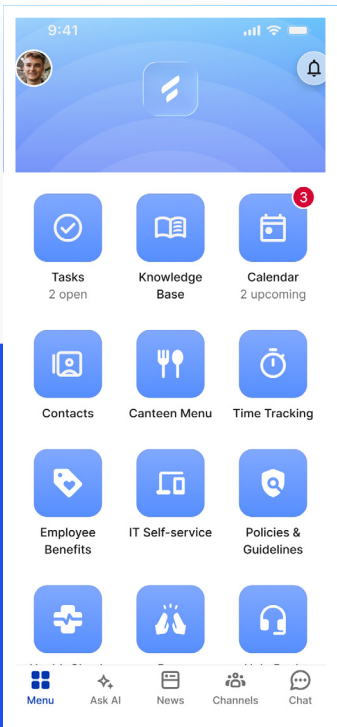 9:41
3
Tasks
2 open
Knowledge
Base
Calendar
2 upcoming
Contacts
Canteen Menu
Time Tracking
Employee
Benefits
IT Self-service
Policies &
Guidelines
Menu
Ask AI
News
Channels
Chat